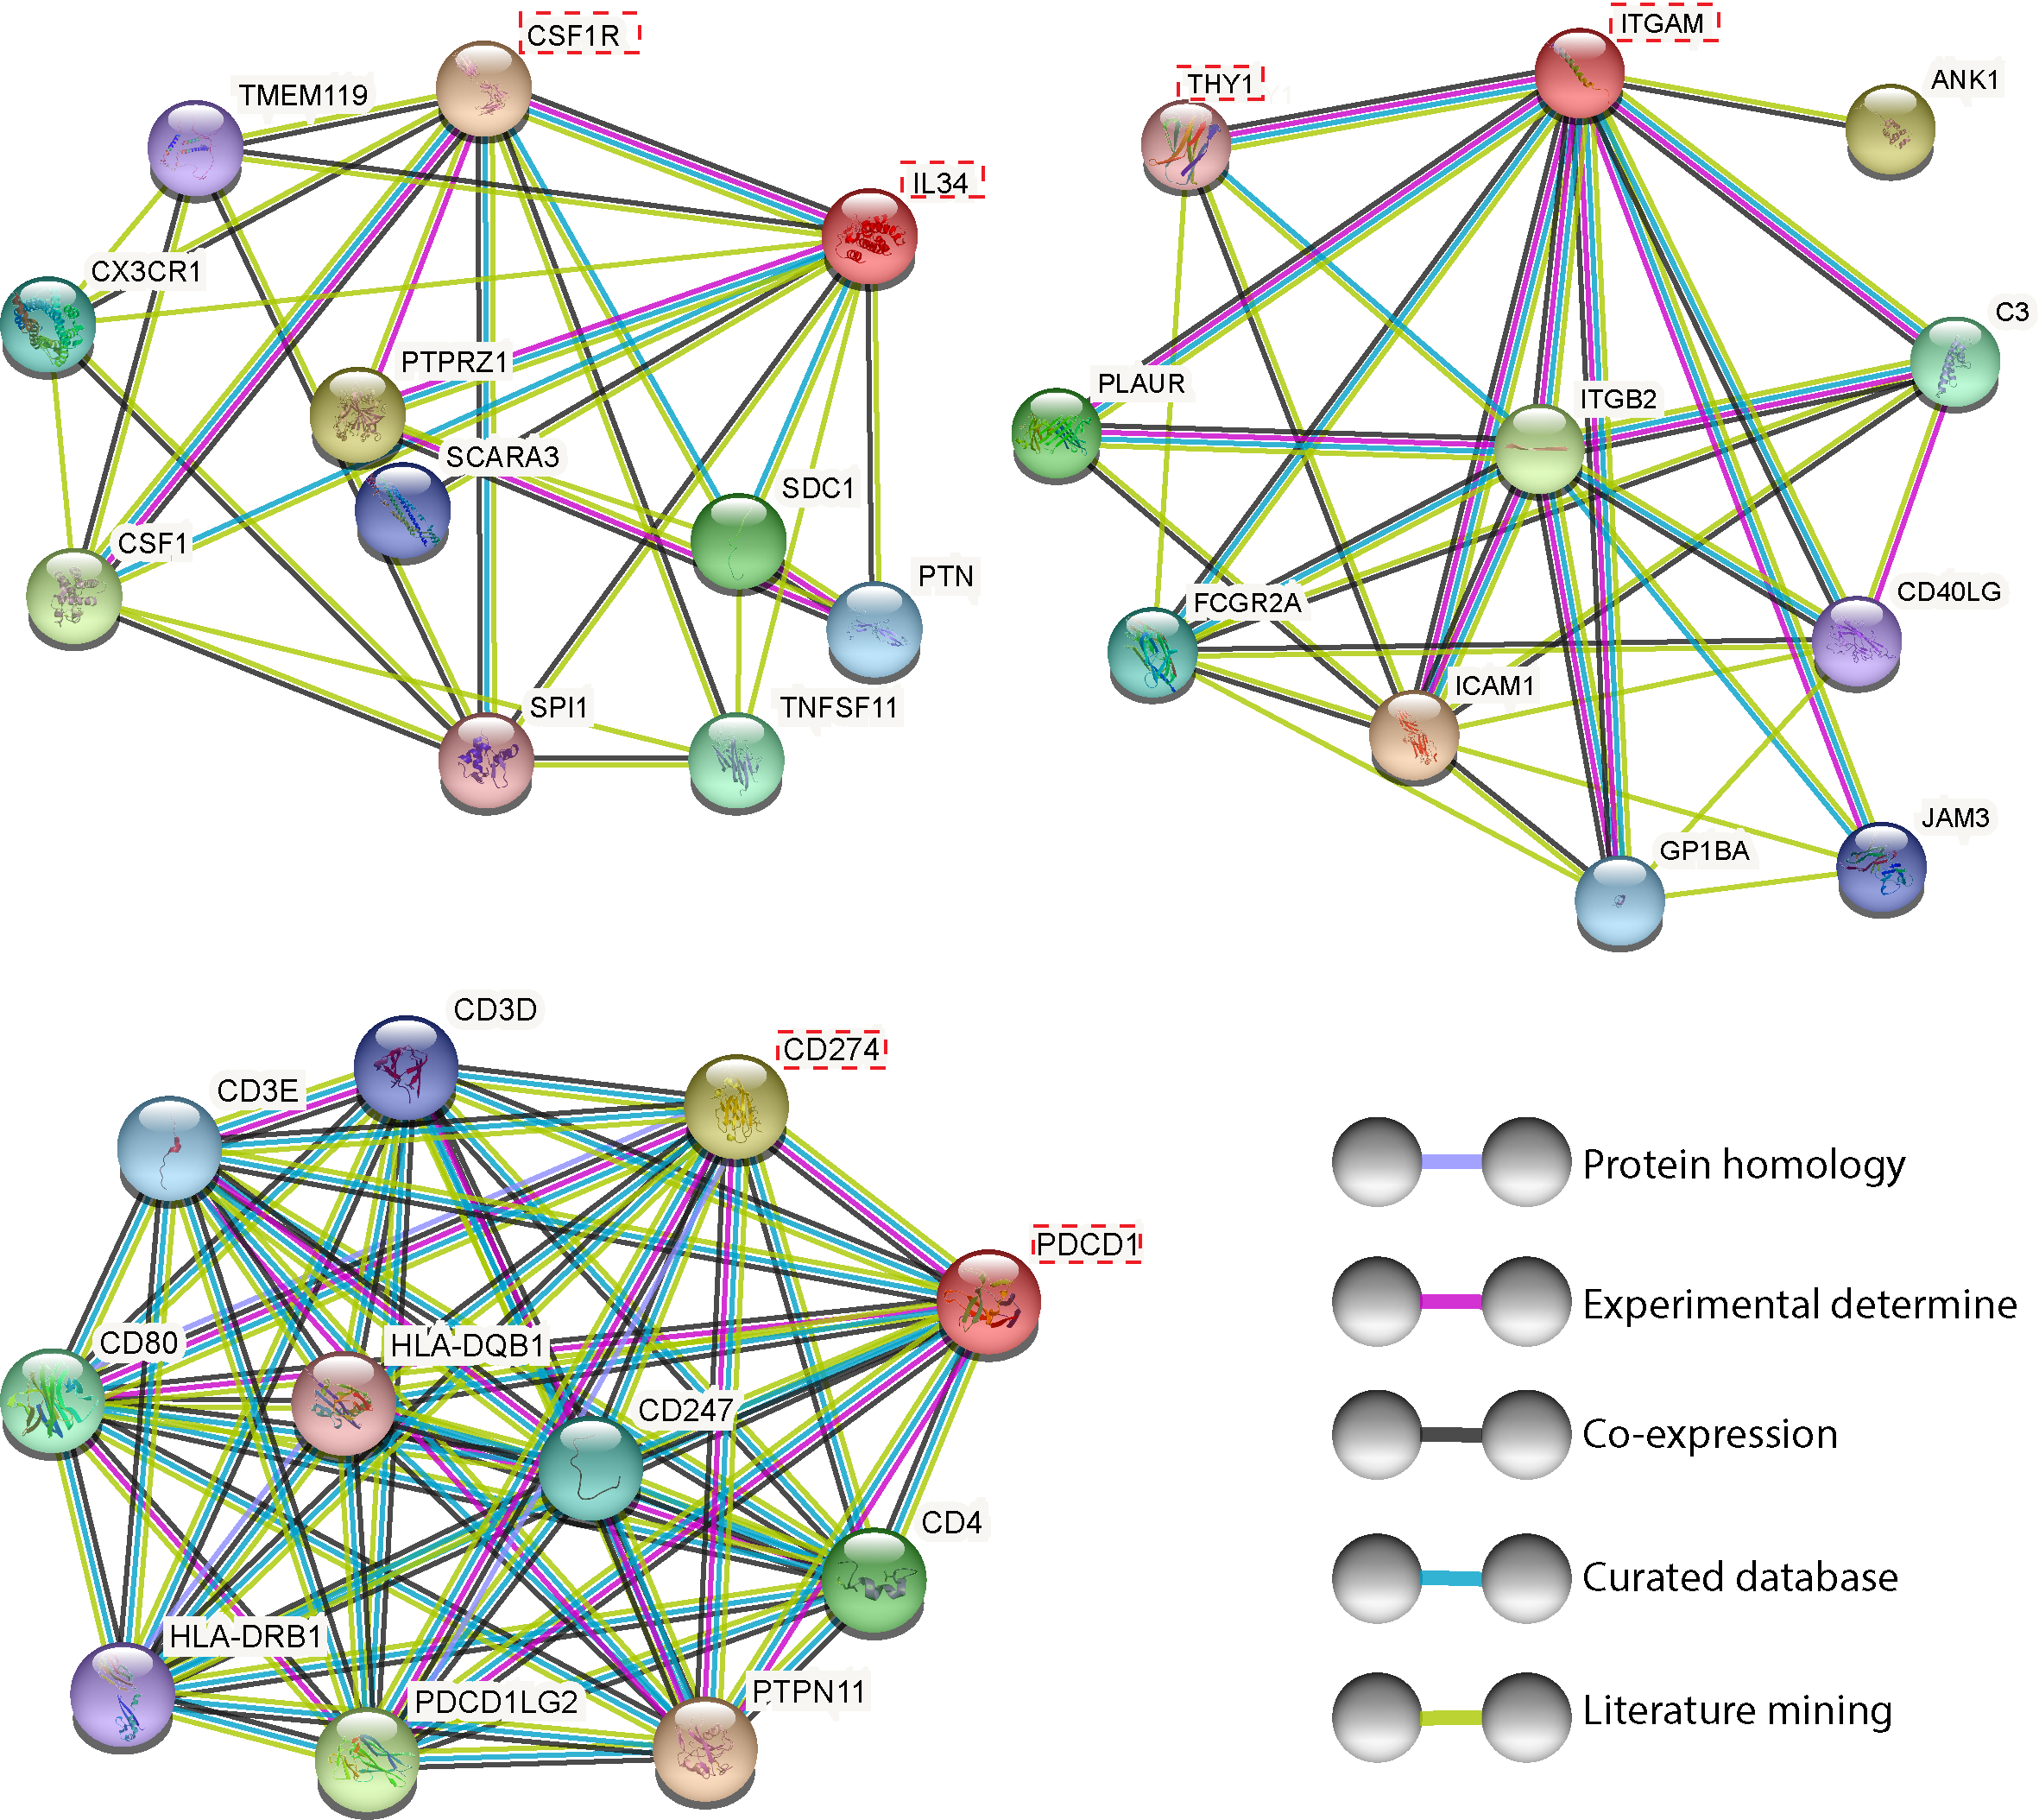 CSF1R
TMEM119
IL34
CX3CR1
PTPRZ1
SCARA3
SDC1
CSF1
PTN
SPI1
TNFSF11
ITGAM
THY1
ANK1
C3
PLAUR
ITGB2
FCGR2A
CD40LG
ICAM1
JAM3
GP1BA
CD3D
CD274
CD3E
PDCD1
CD80
HLA-DQB1
CD247
CD4
HLA-DRB1
PDCD1LG2
PTPN11
Protein homology
Experimental determine
Co-expression
Curated database
Literature mining